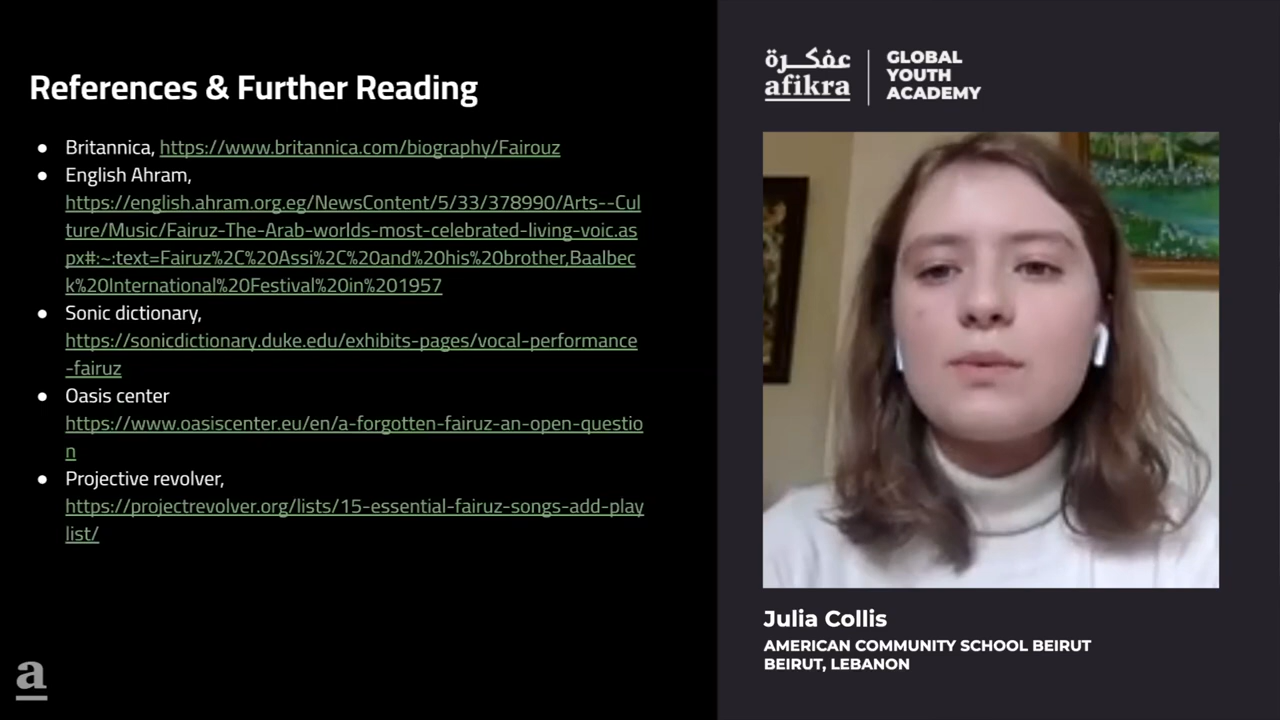 References & Further Reading
Britannica, https://www.britannica.com/biography/Fairouz
English Ahram,
https://english.ahram.org.eg/NewsContent/5/33/378990/Arts--Cul
ture/Music/Fairuz-The-Arab-worlds-most-celebrated-living-voic.as
px#:~:text=Fairuz%2C%20Assi%2C%20and%20his%20brother,Baalbec
k%20International%20Festival%20in%201957
Sonic dictionary,
https://sonicdictionary.duke.edu/exhibits-pages/vocal-performance
-fairuz
Oasis center
https://www.oasiscenter.eu/en/a-forgotten-fairuz-an-open-questio
n
Projective revolver,
https://projectrevolver.org/lists/15-essential-fairuz-songs-add-play
list/
a
عفكرة
afikra
GLOBAL
YOUTH
ACADEMY
Julia Collis
AMERICAN COMMUNITY SCHOOL BEIRUT
BEIRUT, LEBANON